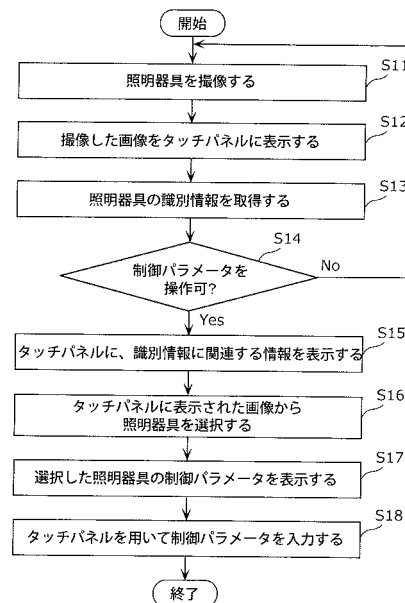 開始
S11
照明器具を撮像する
S12
撮像した画像をタッチパネルに表示する
S13
照明器具の識別情報を取得する
S14
制御パラメータを
操作可?
No
Yes
S15
タッチパネルに、識別情報に関連する情報を表示する
S16
タッチパネルに表示された画像から
照明器具を選択する
S17
選択した照明器具の制御パラメータを表示する
S18
タッチパネルを用いて制御パラメータを入力する
終了